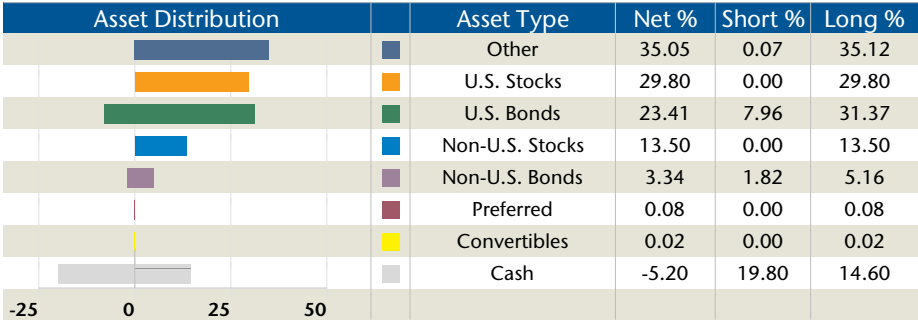 Asset Distribution Asset Type Net % Short % Long %
Other 35.05 0.07 35.12
U.S. Stocks 29.80 0.00 29.80
U.S. Bonds 23.41 7.96 31.37
Non-U.S. Stocks 13.50 0.00 13.50
Non-U.S. Bonds 3.34 1.82 5.16
Preferred 0.08 0.00 0.08
Convertibles 0.02 0.00 0.02
Cash -5.20 19.80 14.60
-25 0 25 50